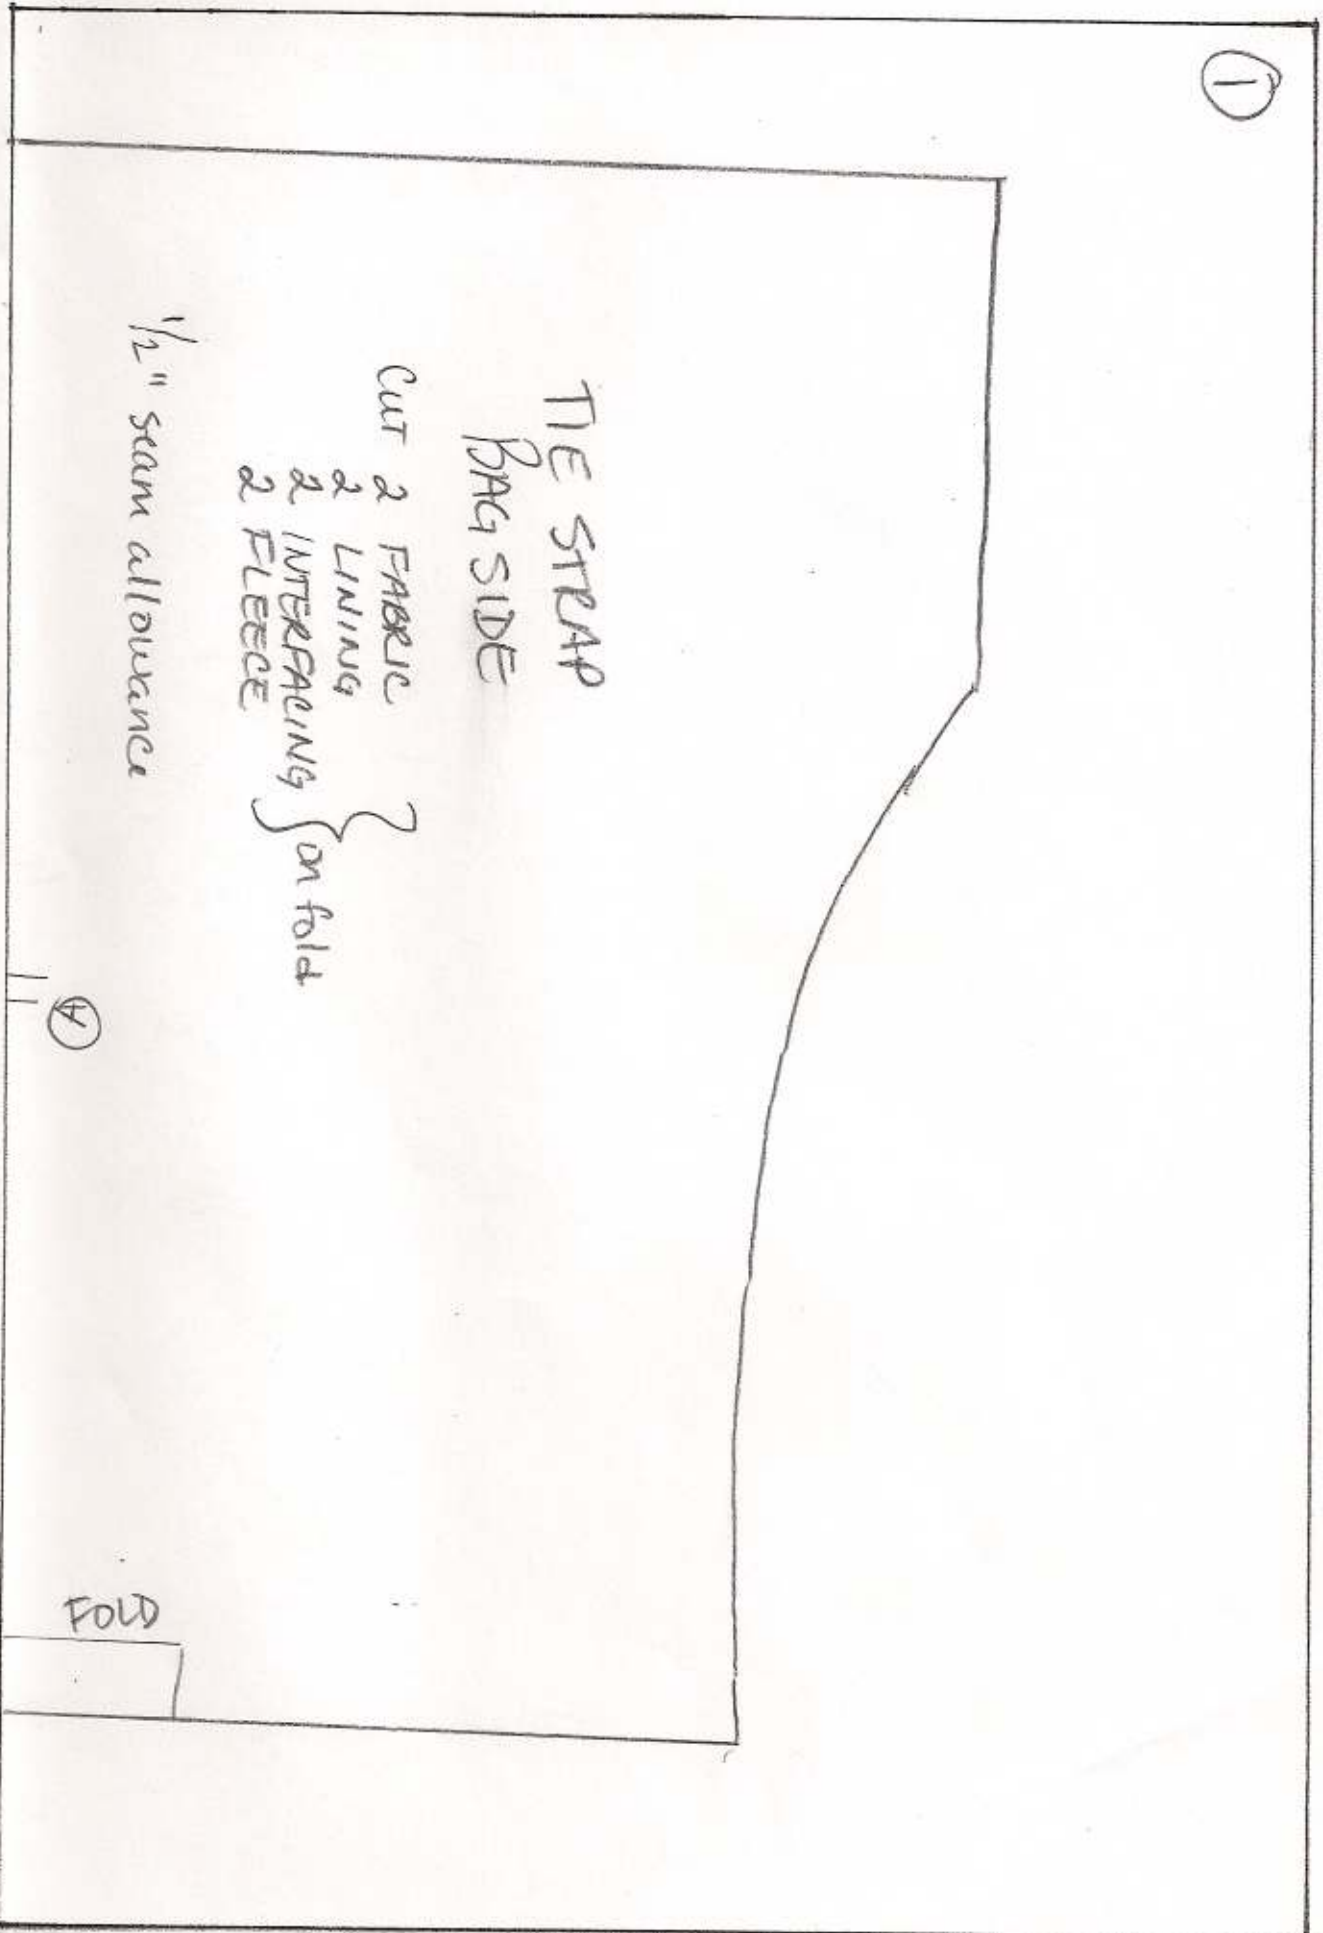 1
TIE STRAP
BAG SIDE
CUT 2 FABRIC
2 LINING
2 INTERFACING
2 FLEECE
on fold
1/2" seam allowance
A
FOLD